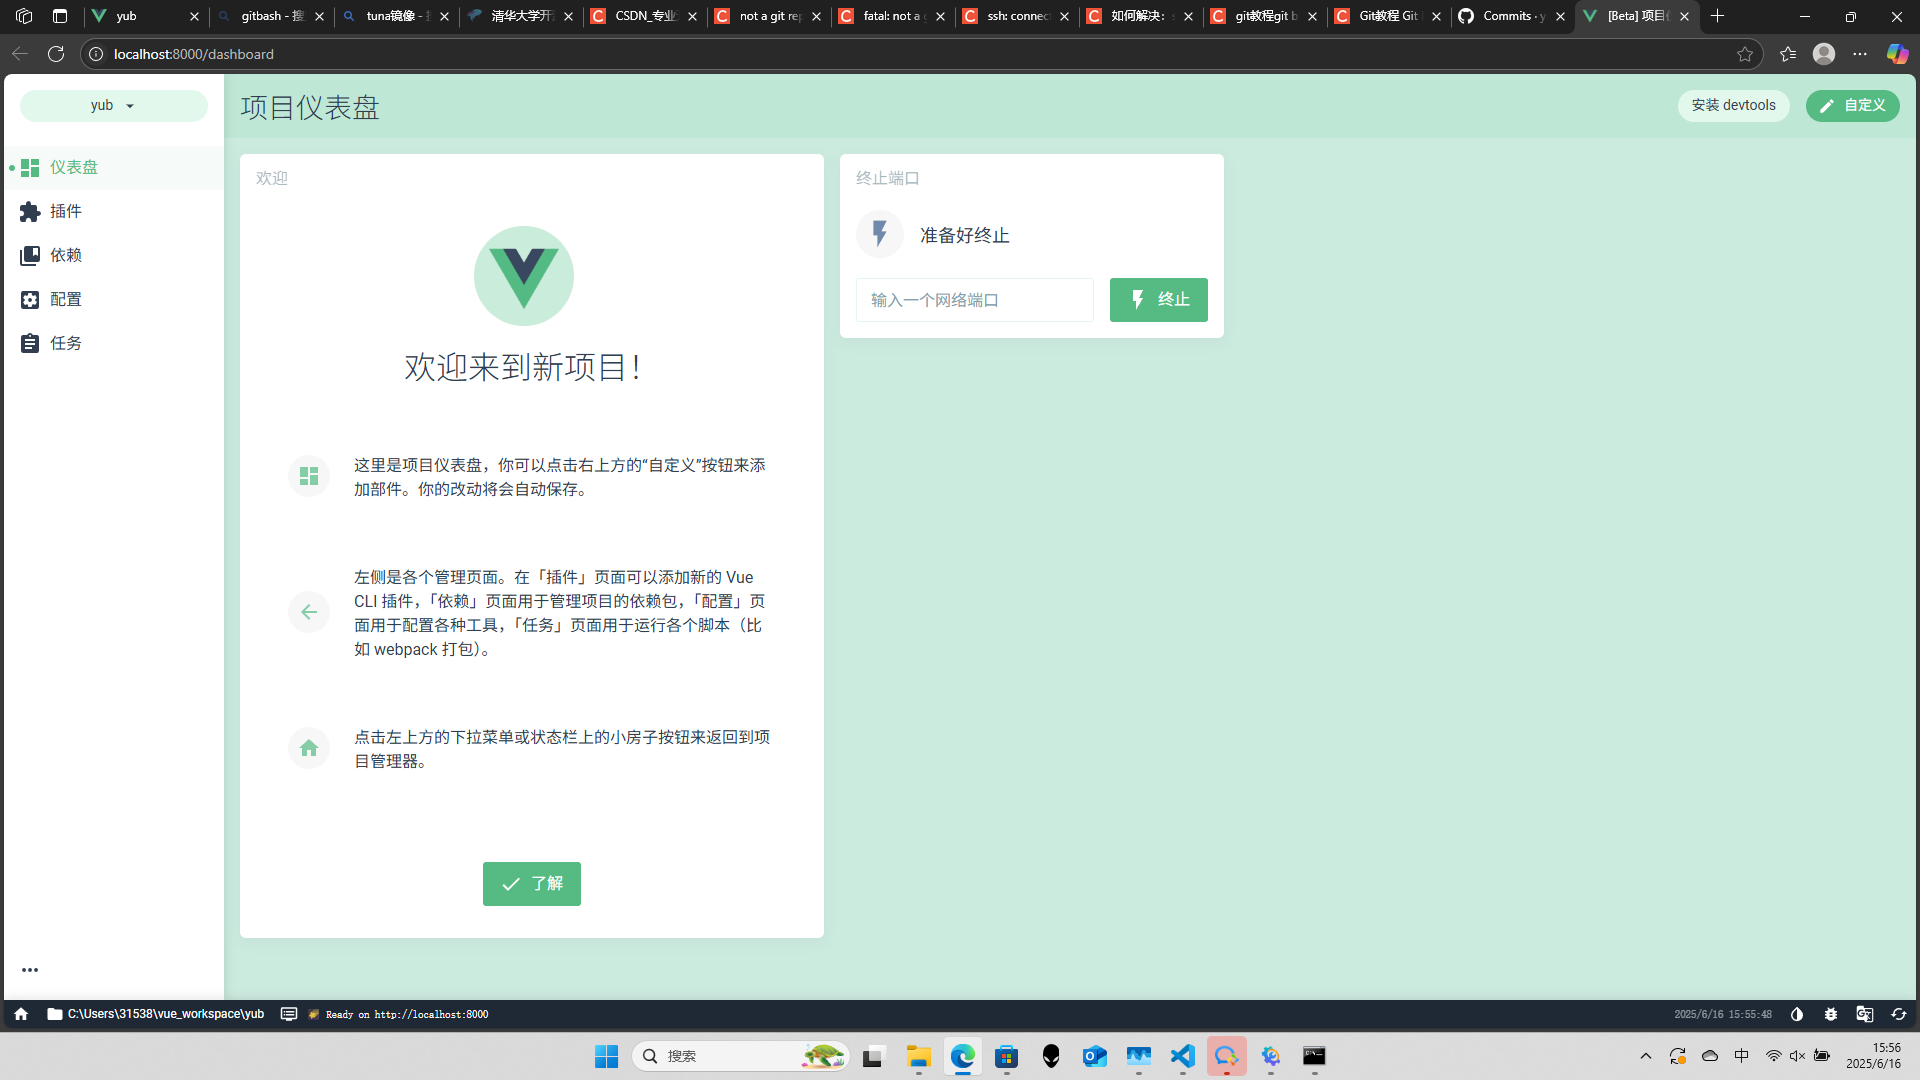 yub
gitbash - 搜
tuna镜像 - 搜
清华大学开
CSDN_专业
not a git rep
fatal: not a g
ssh: connec
如何解决: s
git教程git b
Git教程 Git
Commits · y
[Beta] 项目
localhost:8000/dashboard
yub
项目仪表盘
安装 devtools
自定义
仪表盘
插件
依赖
配置
任务
欢迎
欢迎来到新项目！
这里是项目仪表盘，你可以点击右上方的“自定义”按钮来添
加部件。你的改动将会自动保存。
左侧是各个管理页面。在「插件」页面可以添加新的 Vue
CLI 插件，「依赖」页面用于管理项目的依赖包，「配置」页
面用于配置各种工具，「任务」页面用于运行各个脚本（比
如 webpack 打包）。
点击左上方的下拉菜单或状态栏上的小房子按钮来返回到项
目管理器。
了解
终止端口
准备好终止
输入一个网络端口
终止
C:\Users\31538\vue_workspace\yub
Ready on http://localhost:8000
2025/6/16 15:55:48
搜索
中
15:56
2025/6/16